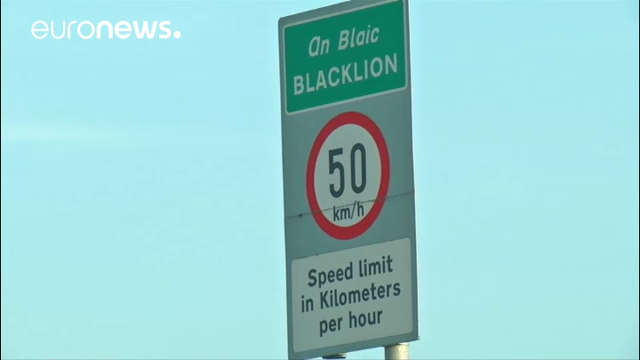 euronews.
An Blaic
BLACKLION
50
km/h
Speed limit
in Kilometers
per hour